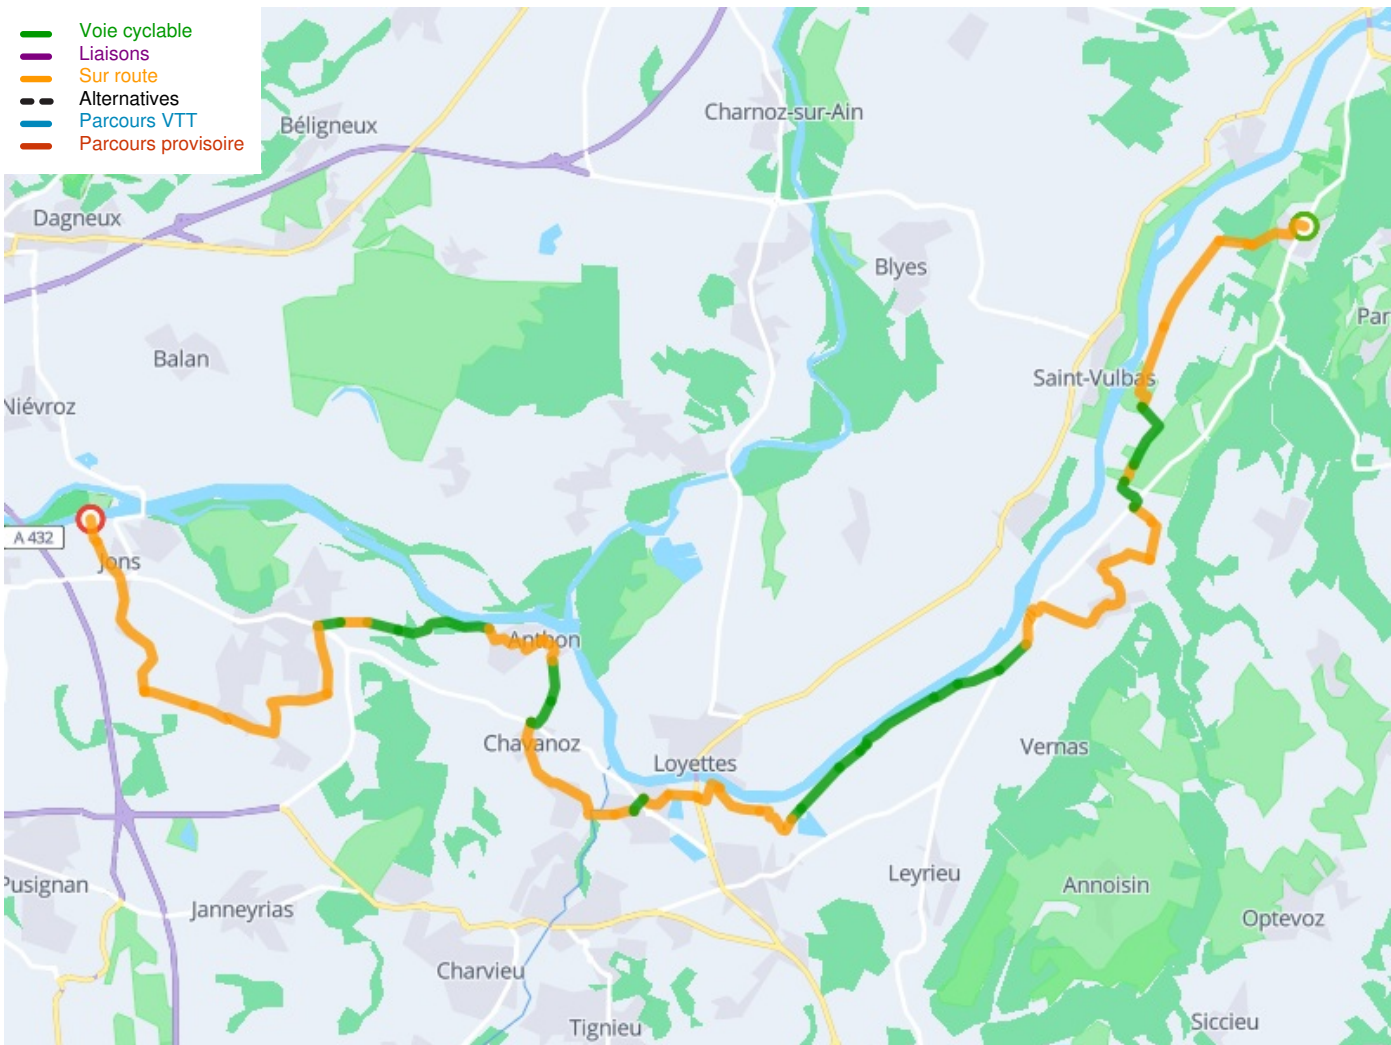 Voie cyclable
Liaisons
Sur route
Alternatives
Parcours VTT
Parcours provisoire
Béligneux
Charnoz-sur-Ain
Dagneux
Blyes
Par
Balan
Saint-Vulbas
Niévroz
A 432
Jons
Anthon
Chavanoz
Vernas
Loyettes
Leyrieu
Pusignan
Annoisin
Janneyrias
Optevoz
Charvieu
Siccieu
Tignieu